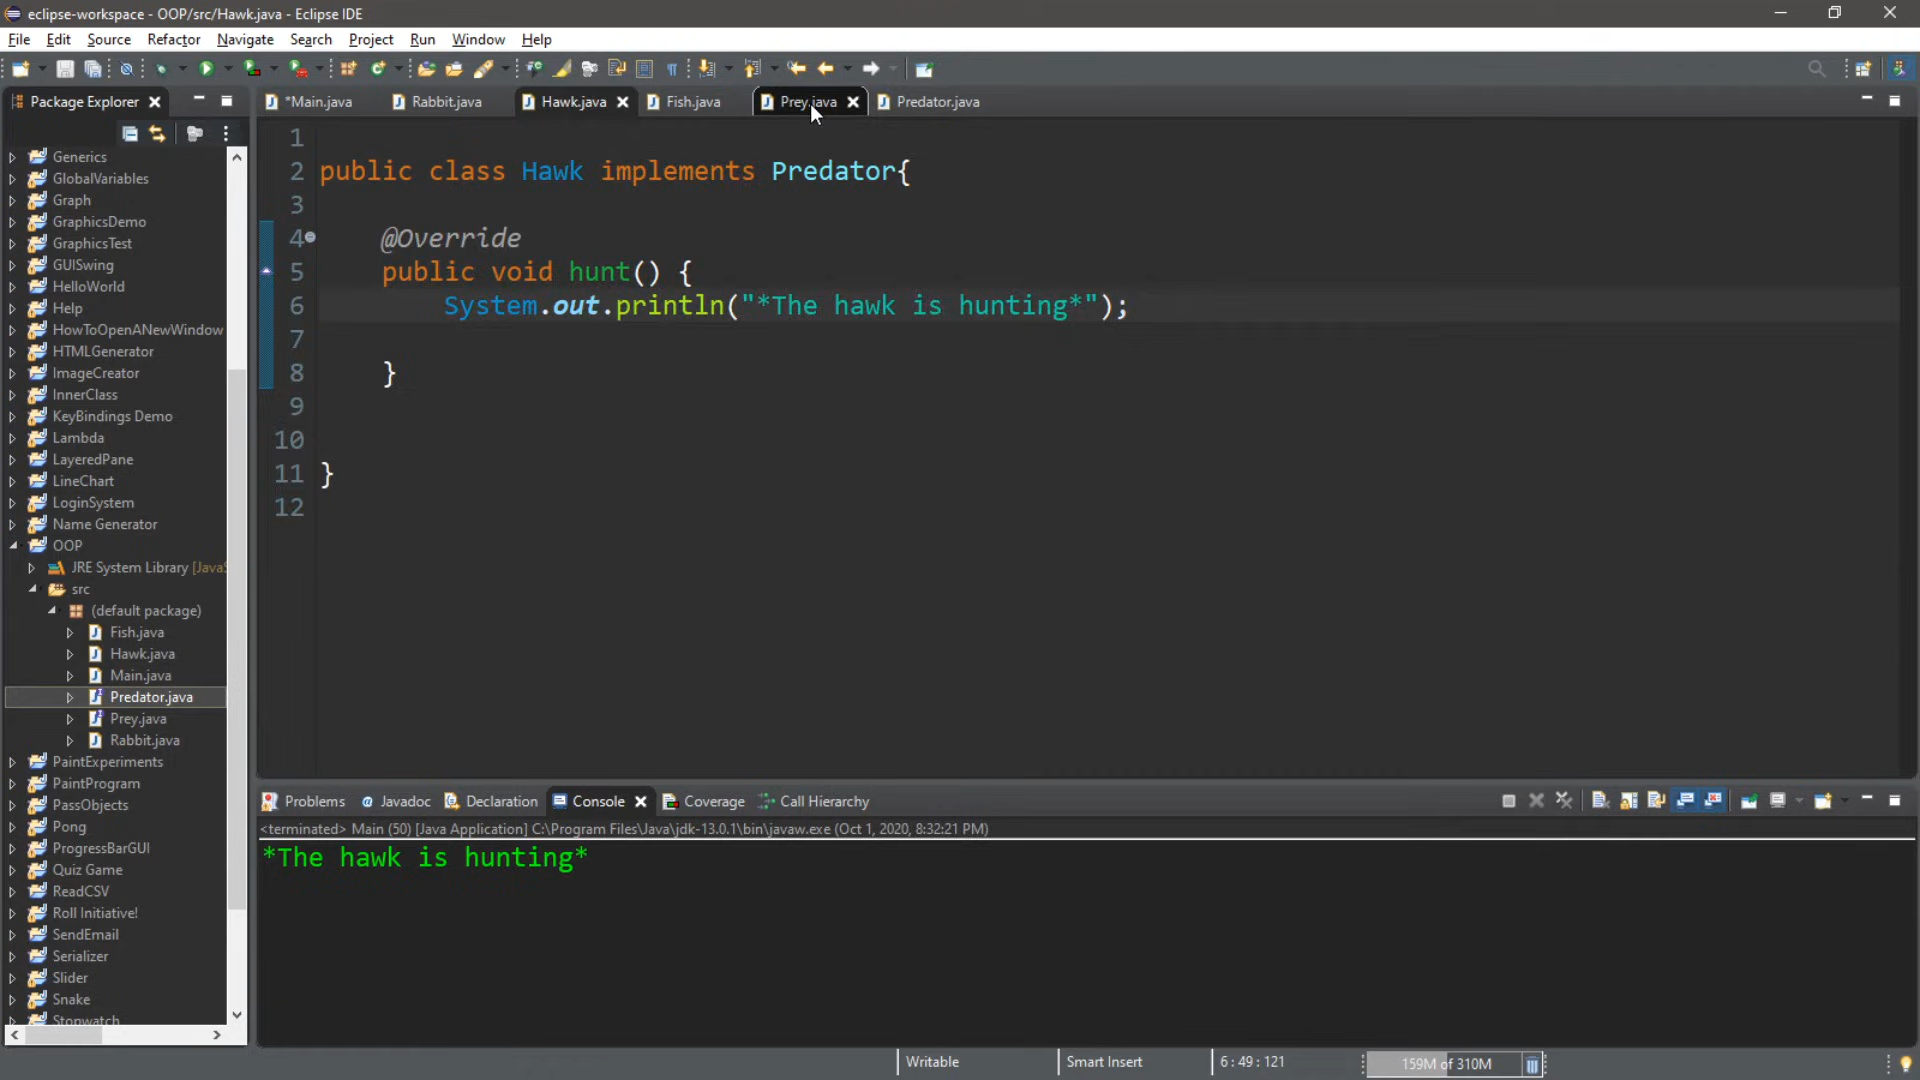 eclipse-workspace - OOP/src/Hawk.java - Eclipse IDE
File Edit Source Refactor Navigate Search Project Run Window Help
Package Explorer
*Main.java Rabbit.java Hawk.java Fish.java Prey.java Predator.java
Generics
GlobalVariables
Graph
GraphicsDemo
GraphicsTest
GUISwing
HelloWorld
Help
HowToOpenANewWindow
HTMLGenerator
ImageCreator
InnerClass
KeyBindings Demo
Lambda
LayeredPane
LineChart
LoginSystem
Name Generator
OOP
JRE System Library [JavaS
src
(default package)
Fish.java
Hawk.java
Main.java
Predator.java
Prey.java
Rabbit.java
PaintExperiments
PaintProgram
PassObjects
Pong
ProgressBarGUI
Quiz Game
ReadCSV
Roll Initiative!
SendEmail
Serializer
Slider
Snake
Stopwatch
1
2 public class Hawk implements Predator{
3
4 @Override
5 public void hunt() {
6 System.out.println("*The hawk is hunting*");
7
8 }
9
10
11 }
12
Problems Javadoc Declaration Console Coverage Call Hierarchy
<terminated> Main (50) [Java Application] C:\Program Files\Java\jdk-13.0.1\bin\javaw.exe (Oct 1, 2020, 8:32:21 PM)
*The hawk is hunting*
Writable Smart Insert 6 : 49 : 121 159M of 310M